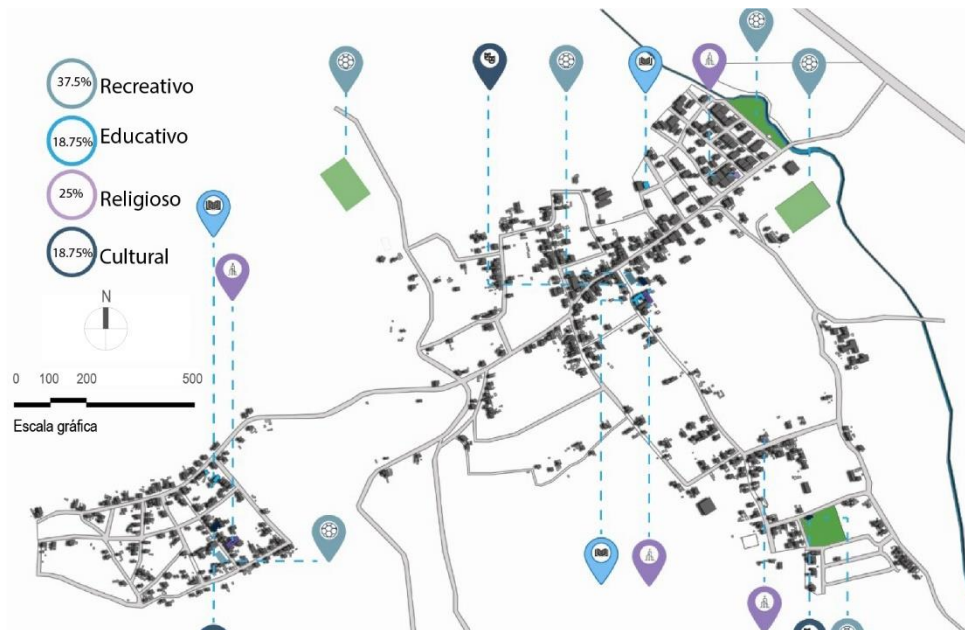 37.5% Recreativo
18.75% Educativo
25% Religioso
18.75% Cultural
N
0 100 200 500
Escala gráfica